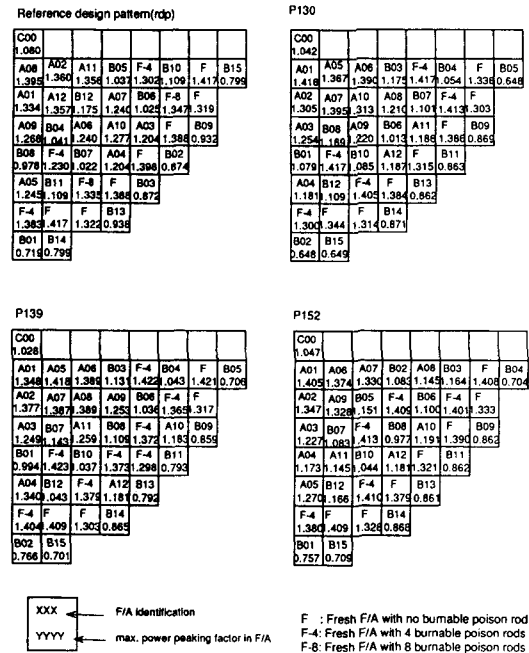 Reference design pattern(rdp)
C00
1.080
A08 A02 A11 B05 F-4 B10 F B15
1.395 1.360 1.356 1.037 1.302 1.109 1.417 0.799
A01 A12 B12 A07 B06 F-8 F
1.334 1.357 1.175 1.240 1.025 1.347 1.319
A09 B04 A06 A10 A03 F B09
1.268 1.041 1.240 1.277 1.204 1.388 0.932
B08 F-4 B07 A04 F B02
0.978 1.230 1.022 1.204 1.398 0.874
A05 B11 F-8 F B03
1.245 1.109 1.335 1.388 0.872
F-4 F F B13
1.383 1.417 1.322 0.938
B01 B14
0.719 0.799
P130
C00
1.042
A01 A05 A06 B03 F-4 B04 F B05
1.418 1.367 1.390 1.175 1.417 1.054 1.336 0.648
A02 A07 A10 A08 B07 F-4 F
1.305 1.395 1.313 1.210 1.101 1.413 1.303
A03 B08 A09 B06 A11 F B09
1.254 1.189 1.220 1.013 1.186 1.386 0.869
B01 F-4 B10 A12 F B11
1.079 1.417 1.085 1.187 1.315 0.863
A04 B12 F-4 F B13
1.181 1.109 1.405 1.384 0.862
F-4 F F B14
1.300 1.344 1.314 0.871
B02 B15
0.648 0.649
P139
C00
1.028
A01 A05 A06 B03 F-4 B04 F B05
1.348 1.418 1.389 1.131 1.422 1.043 1.421 0.706
A02 A07 A08 A09 B06 F-4 F
1.377 1.387 1.389 1.253 1.036 1.365 1.317
A03 B07 A11 B08 F-4 A10 B09
1.249 1.143 1.259 1.109 1.372 1.183 0.859
B01 F-4 B10 F-4 F-4 B11
0.994 1.423 1.037 1.373 1.298 0.793
A04 B12 F-4 A12 B13
1.340 1.043 1.379 1.181 0.792
F-4 F F B14
1.404 1.409 1.303 0.865
B02 B15
0.766 0.701
P152
C00
1.047
A01 A06 A07 B02 A08 B03 F B04
1.405 1.374 1.330 1.083 1.145 1.164 1.408 0.704
A02 A09 B05 F-4 B06 F-4 F
1.347 1.328 1.151 1.409 1.100 1.401 1.333
A03 B07 F-4 B08 A10 F B09
1.227 1.083 1.413 0.977 1.191 1.390 0.862
A04 A11 B10 A12 F B11
1.173 1.145 1.044 1.181 1.321 0.862
A05 B12 F-4 F B13
1.270 1.166 1.410 1.379 0.861
F-4 F F B14
1.380 1.409 1.326 0.868
B01 B15
0.757 0.709
XXX F/A identification
YYYY max. power peaking factor in F/A
F : Fresh F/A with no burnable poison rod
F-4: Fresh F/A with 4 burnable poison rods
F-8: Fresh F/A with 8 burnable poison rods